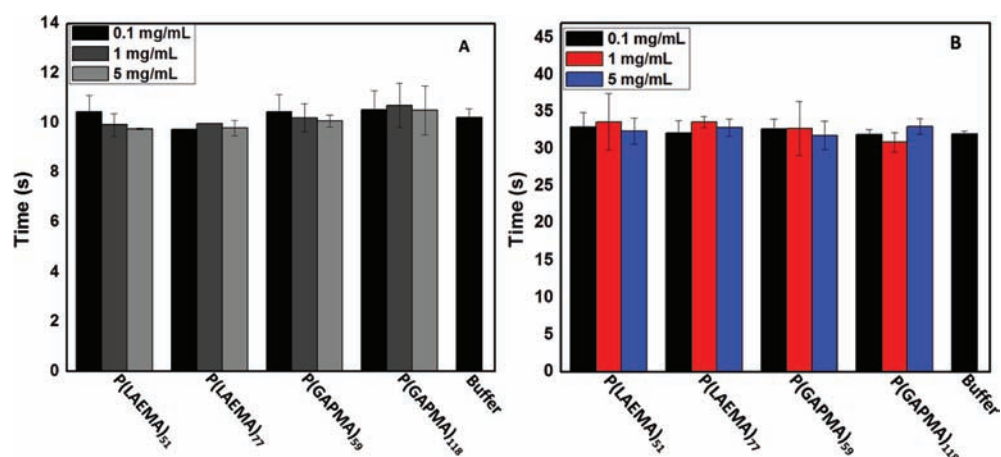 14
12
10
8
6
4
2
0
Time (s)
0.1 mg/mL
1 mg/mL
5 mg/mL
A
P(LAEMA)51
P(LAEMA)77
P(GAPMA)59
P(GAPMA)118
Buffer
45
40
35
30
25
20
15
10
5
0
Time (s)
0.1 mg/mL
1 mg/mL
5 mg/mL
B
P(LAEMA)51
P(LAEMA)77
P(GAPMA)59
P(GAPMA)118
Buffer